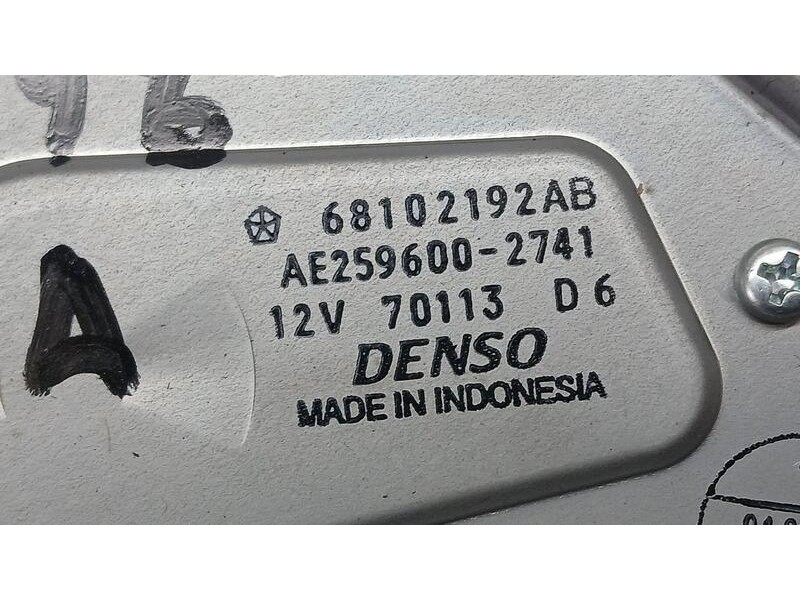 68102192AB
AE259600-2741
12V 70113 D6
DENSO
MADE IN INDONESIA
A